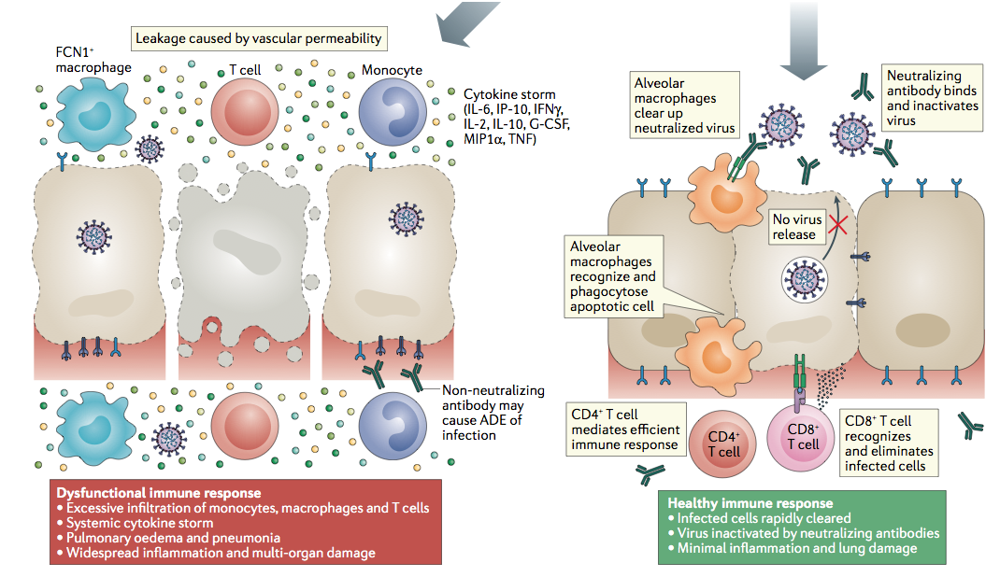 Leakage caused by vascular permeability
FCN1⁺
macrophage
T cell
Monocyte
Cytokine storm
(IL-6, IP-10, IFNγ,
IL-2, IL-10, G-CSF,
MIP1α, TNF)
Non-neutralizing
antibody may
cause ADE of
infection
Dysfunctional immune response
• Excessive infiltration of monocytes, macrophages and T cells
• Systemic cytokine storm
• Pulmonary oedema and pneumonia
• Widespread inflammation and multi-organ damage
Alveolar
macrophages
clear up
neutralized virus
Neutralizing
antibody binds
and inactivates
virus
No virus
release
Alveolar
macrophages
recognize and
phagocytose
apoptotic cell
CD4⁺ T cell
mediates efficient
immune response
CD4⁺
T cell
CD8⁺
T cell
CD8⁺ T cell
recognizes
and eliminates
infected cells
Healthy immune response
• Infected cells rapidly cleared
• Virus inactivated by neutralizing antibodies
• Minimal inflammation and lung damage